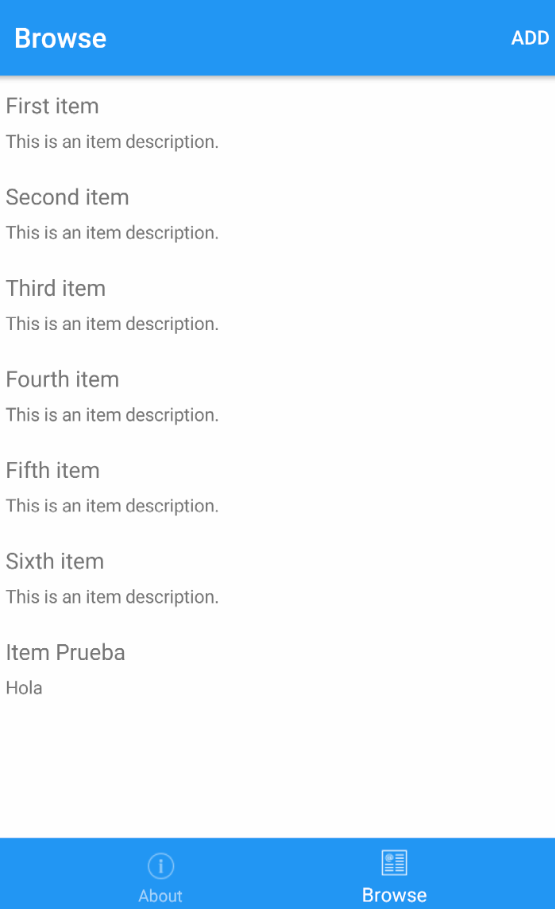 Browse
ADD
First item
This is an item description.
Second item
This is an item description.
Third item
This is an item description.
Fourth item
This is an item description.
Fifth item
This is an item description.
Sixth item
This is an item description.
Item Prueba
Hola
About
Browse